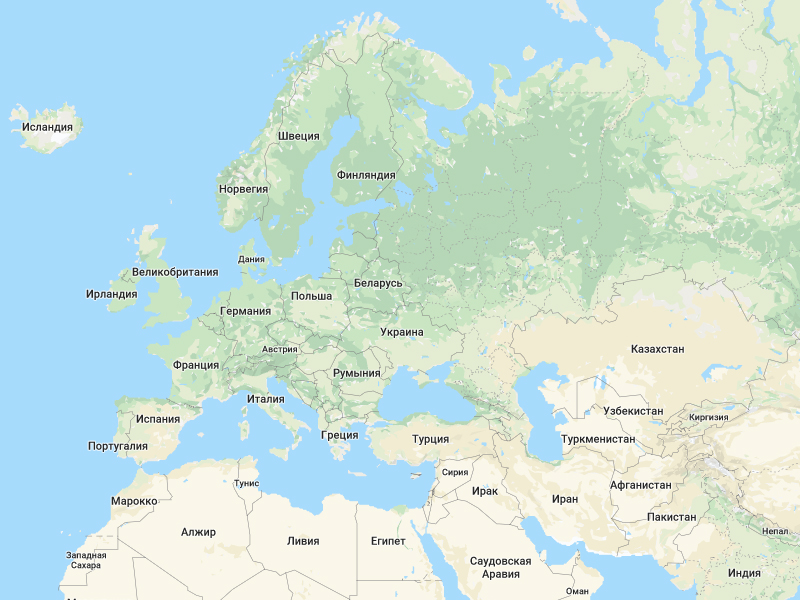 Исландия
Швеция
Финляндия
Норвегия
Дания
Великобритания
Беларусь
Ирландия
Польша
Германия
Украина
Австрия
Казахстан
Франция
Румыния
Италия
Узбекистан
Киргизия
Испания
Греция
Турция
Туркменистан
Португалия
Сирия
Тунис
Ирак
Иран
Афганистан
Марокко
Пакистан
Алжир
Ливия
Египет
Непал
Западная
Сахара
Саудовская
Аравия
Индия
Оман